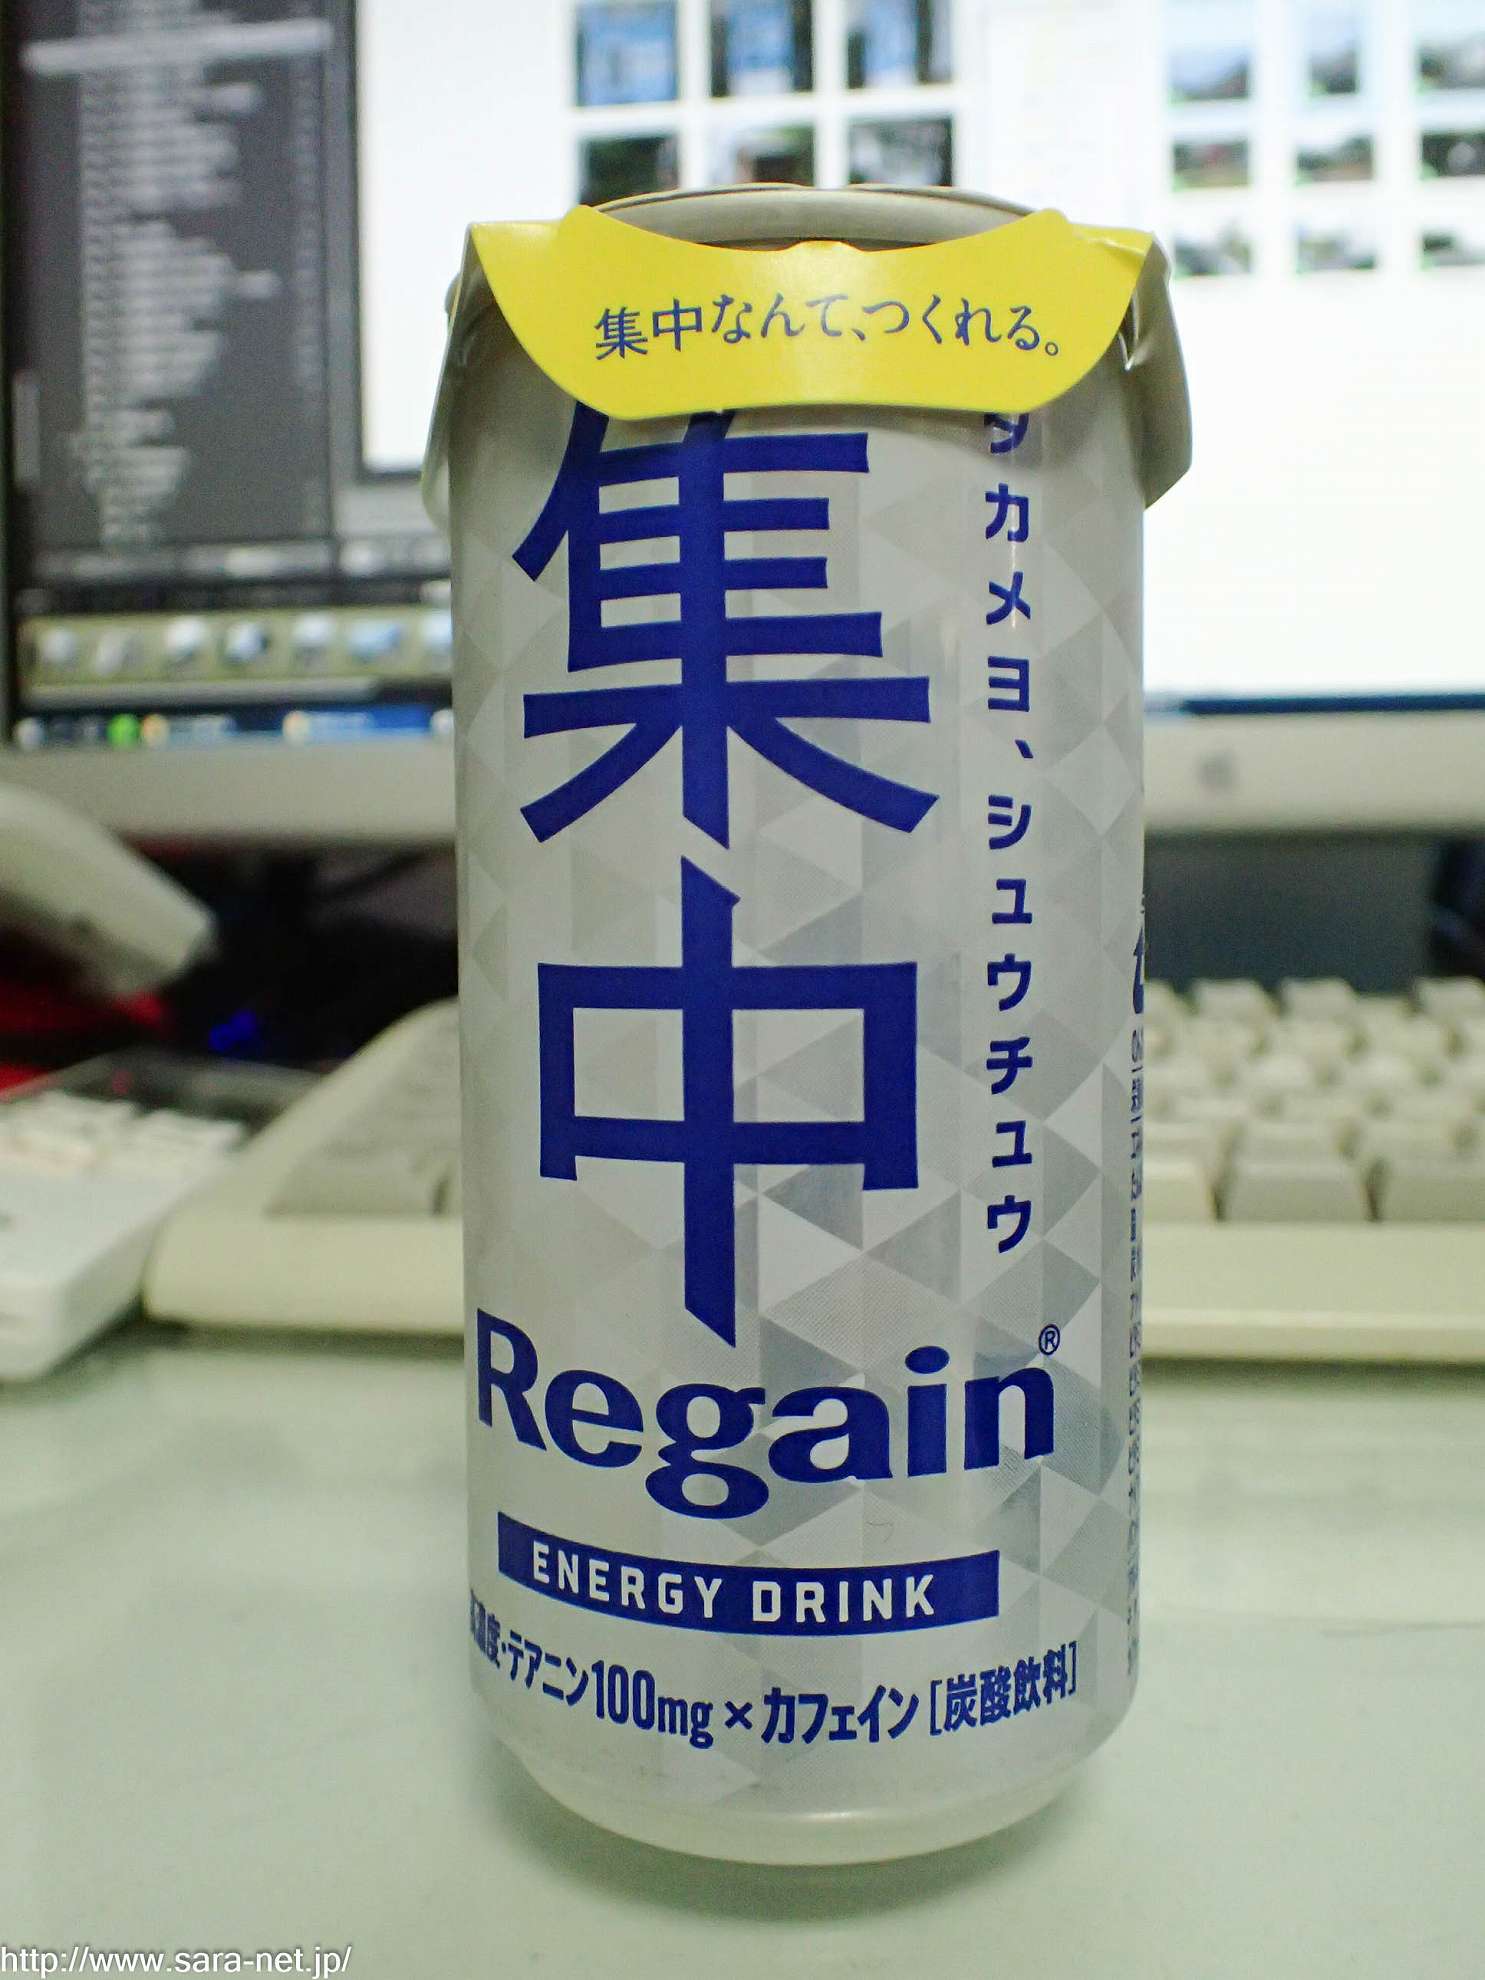 集中なんて、つくれる。
集中
タカメヨ、シュウチュウ
Regain®
ENERGY DRINK
濃度・テアニン100mg×カフェイン[炭酸飲料]
http://www.sara-net.jp/